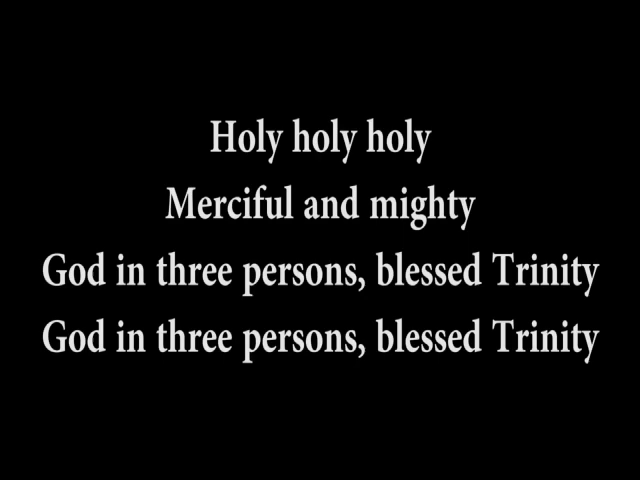 Holy holy holy
Merciful and mighty
God in three persons, blessed Trinity
God in three persons, blessed Trinity